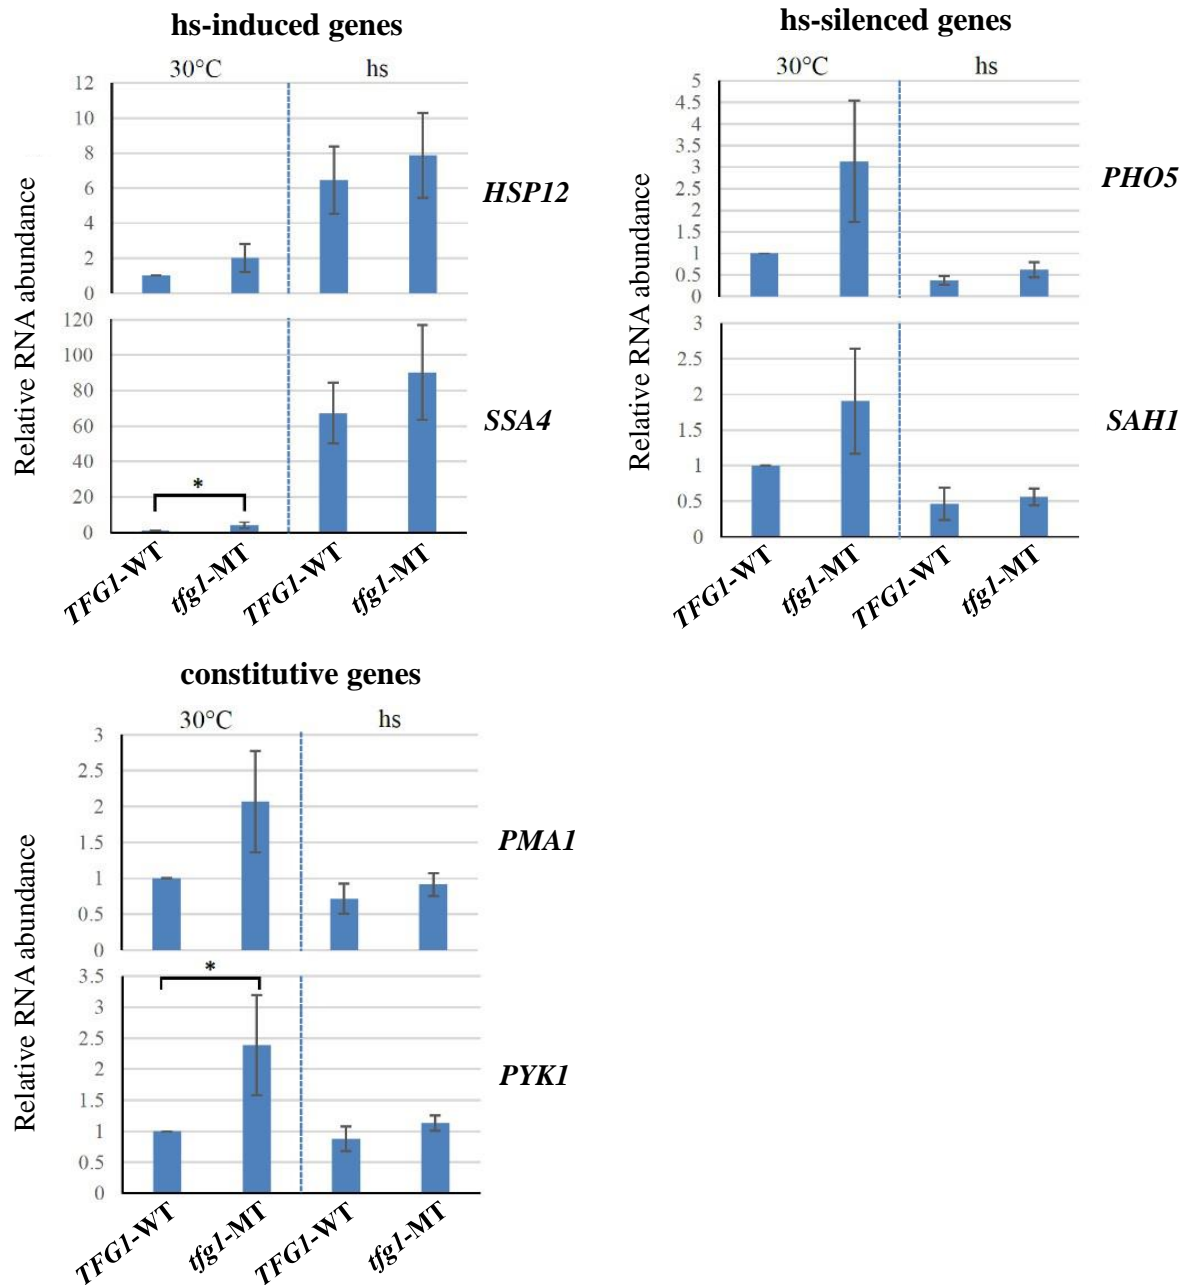 hs-induced genes
30°C hs
12
10
8
6
4
2
0
HSP12
Relative RNA abundance
120
100
80
60
40
20
0
*
SSA4
TFG1-WT tfg1-MT TFG1-WT tfg1-MT
hs-silenced genes
30°C hs
5
4.5
4
3.5
3
2.5
2
1.5
1
0.5
0
PHO5
Relative RNA abundance
3
2.5
2
1.5
1
0.5
0
SAH1
TFG1-WT tfg1-MT TFG1-WT tfg1-MT
constitutive genes
30°C hs
3
2.5
2
1.5
1
0.5
0
PMA1
Relative RNA abundance
3.5
3
2.5
2
1.5
1
0.5
0
*
PYK1
TFG1-WT tfg1-MT TFG1-WT tfg1-MT